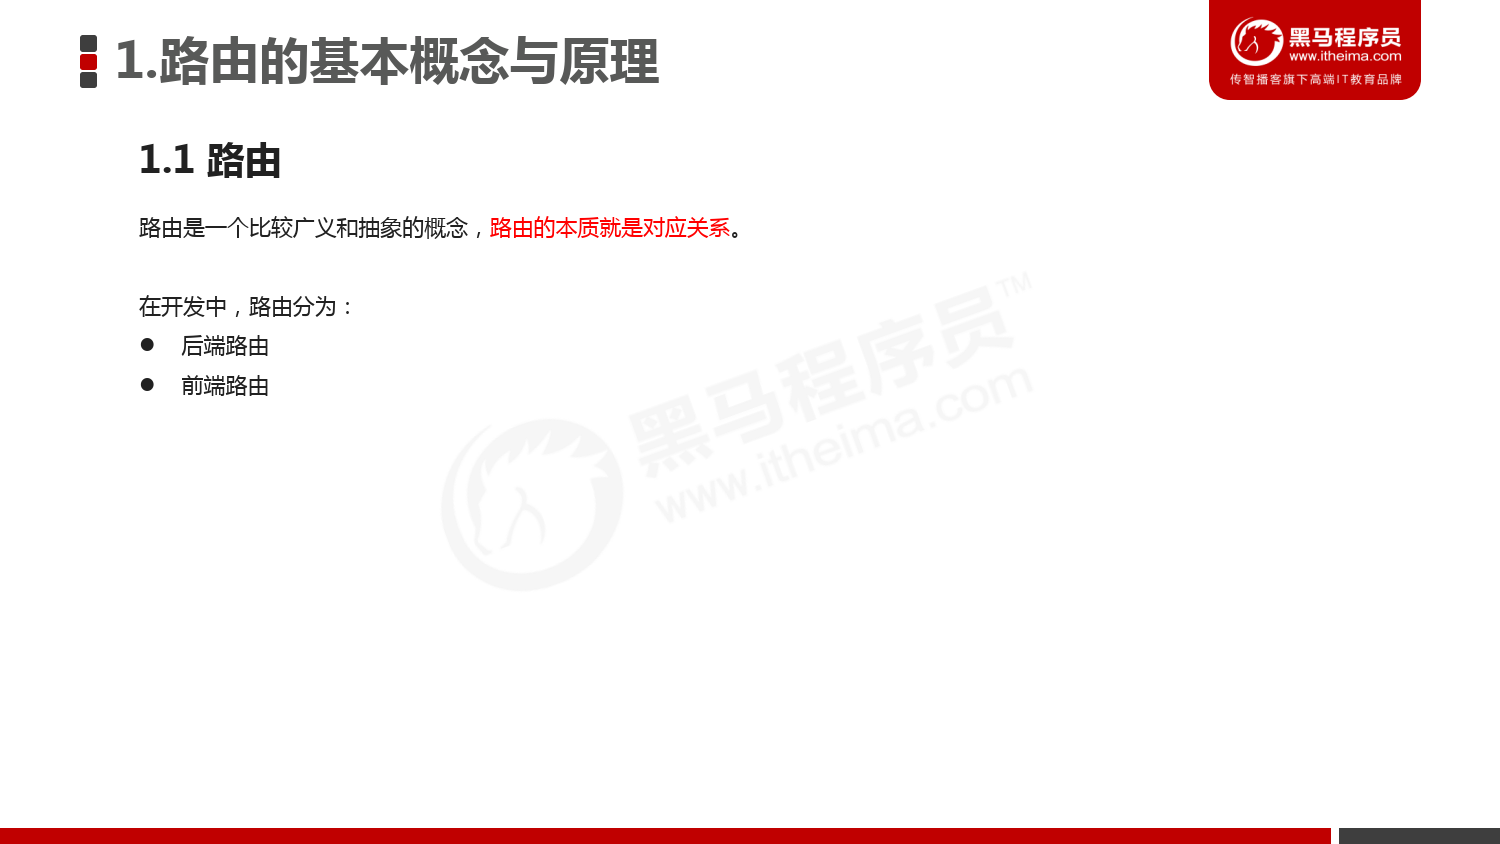 1.路由的基本概念与原理
黑马程序员
www.itheima.com
传智播客旗下高端IT教育品牌
1.1 路由
路由是一个比较广义和抽象的概念，路由的本质就是对应关系。
在开发中，路由分为：
● 后端路由
● 前端路由
黑马程序员™
www.itheima.com